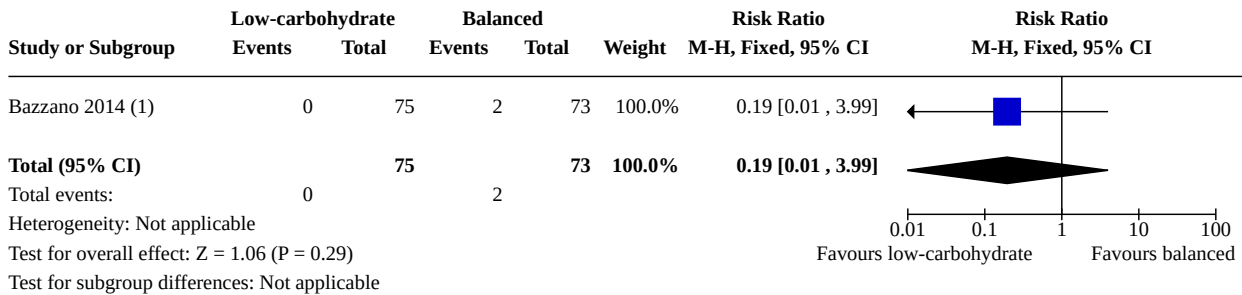 Low-carbohydrate Balanced Risk Ratio Risk Ratio
Study or Subgroup Events Total Events Total Weight M-H, Fixed, 95% CI M-H, Fixed, 95% CI
Bazzano 2014 (1) 0 75 2 73 100.0% 0.19 [0.01 , 3.99]
Total (95% CI) 75 73 100.0% 0.19 [0.01 , 3.99]
Total events: 0 2
Heterogeneity: Not applicable
0.01 0.1 1 10 100
Test for overall effect: Z = 1.06 (P = 0.29)
Favours low-carbohydrate Favours balanced
Test for subgroup differences: Not applicable